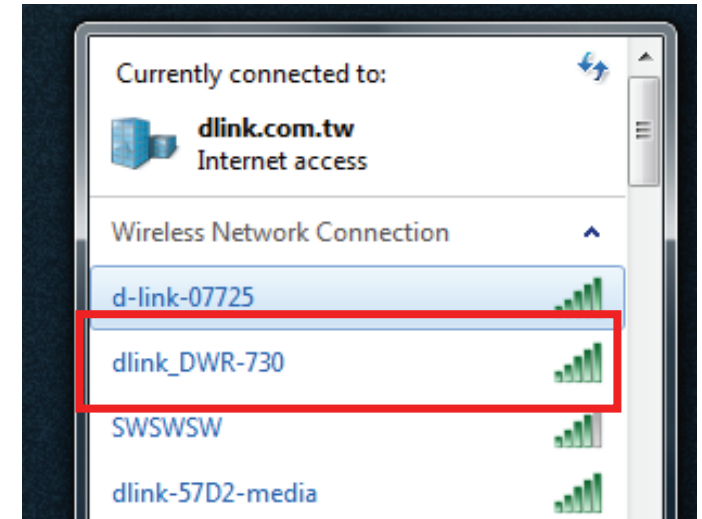 Currently connected to:
dlink.com.tw
Internet access
Wireless Network Connection
d-link-07725
dlink_DWR-730
SWSWSW
dlink-57D2-media